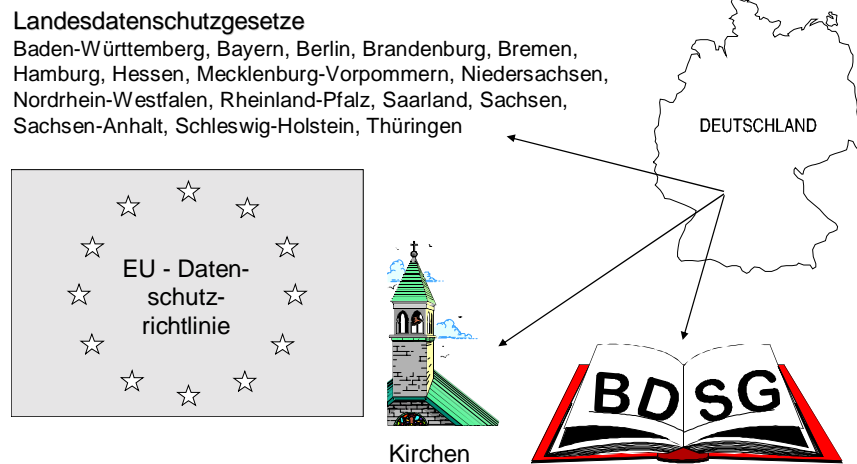 Landesdatenschutzgesetze
Baden-Württemberg, Bayern, Berlin, Brandenburg, Bremen,
Hamburg, Hessen, Mecklenburg-Vorpommern, Niedersachsen,
Nordrhein-Westfalen, Rheinland-Pfalz, Saarland, Sachsen,
Sachsen-Anhalt, Schleswig-Holstein, Thüringen
DEUTSCHLAND
EU - Daten-
schutz-
richtlinie
BDSG
Kirchen